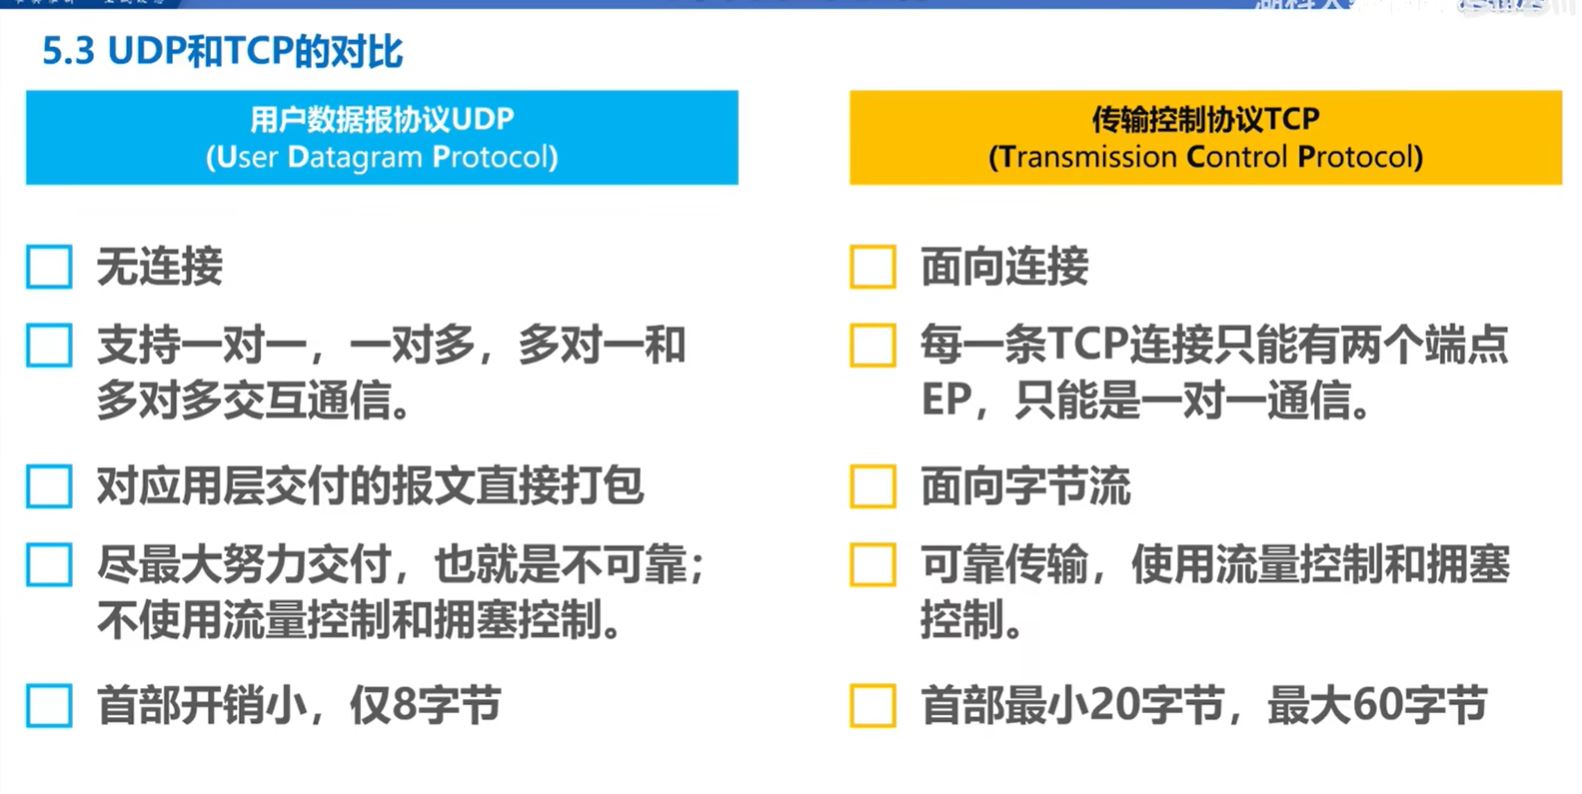 5.3 UDP和TCP的对比
用户数据报协议UDP
(User Datagram Protocol)
无连接
支持一对一，一对多，多对一和
多对多交互通信。
对应用层交付的报文直接打包
尽最大努力交付，也就是不可靠；
不使用流量控制和拥塞控制。
首部开销小，仅8字节
传输控制协议TCP
(Transmission Control Protocol)
面向连接
每一条TCP连接只能有两个端点
EP，只能是一对一通信。
面向字节流
可靠传输，使用流量控制和拥塞
控制。
首部最小20字节，最大60字节